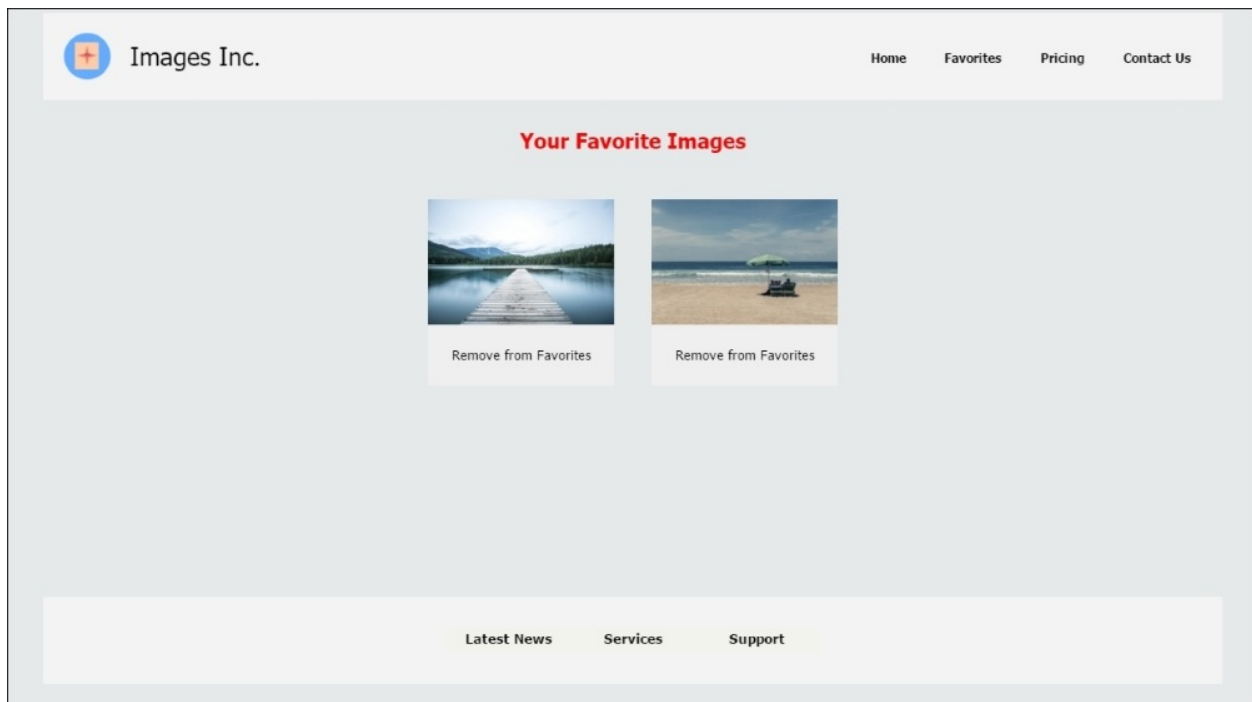 Images Inc.
Home Favorites Pricing Contact Us
Your Favorite Images
Remove from Favorites Remove from Favorites
Latest News Services Support